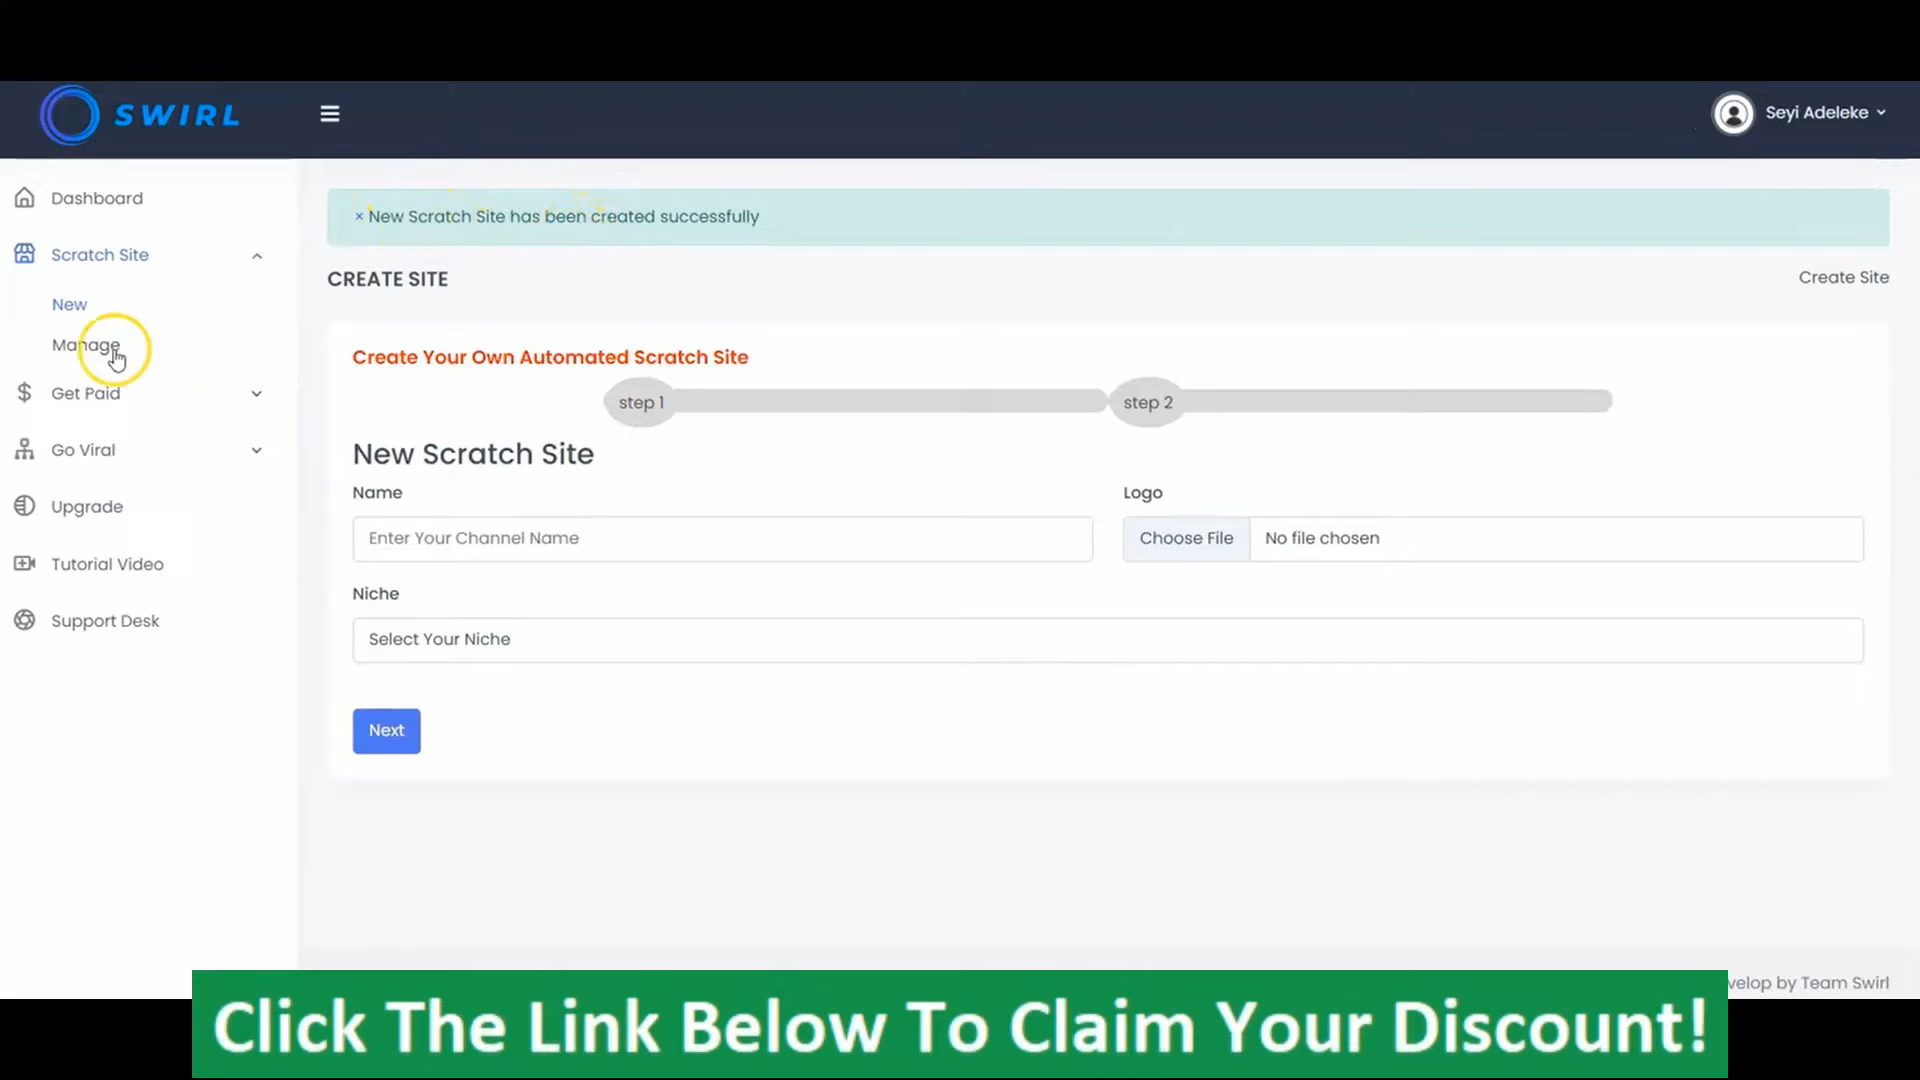 SWIRL
Seyi Adeleke
Dashboard
Scratch Site
New
Manage
Get Paid
Go Viral
Upgrade
Tutorial Video
Support Desk
× New Scratch Site has been created successfully
CREATE SITE
Create Site
Create Your Own Automated Scratch Site
step 1
step 2
New Scratch Site
Name
Enter Your Channel Name
Logo
Choose File
No file chosen
Niche
Select Your Niche
Next
velop by Team Swirl
Click The Link Below To Claim Your Discount!